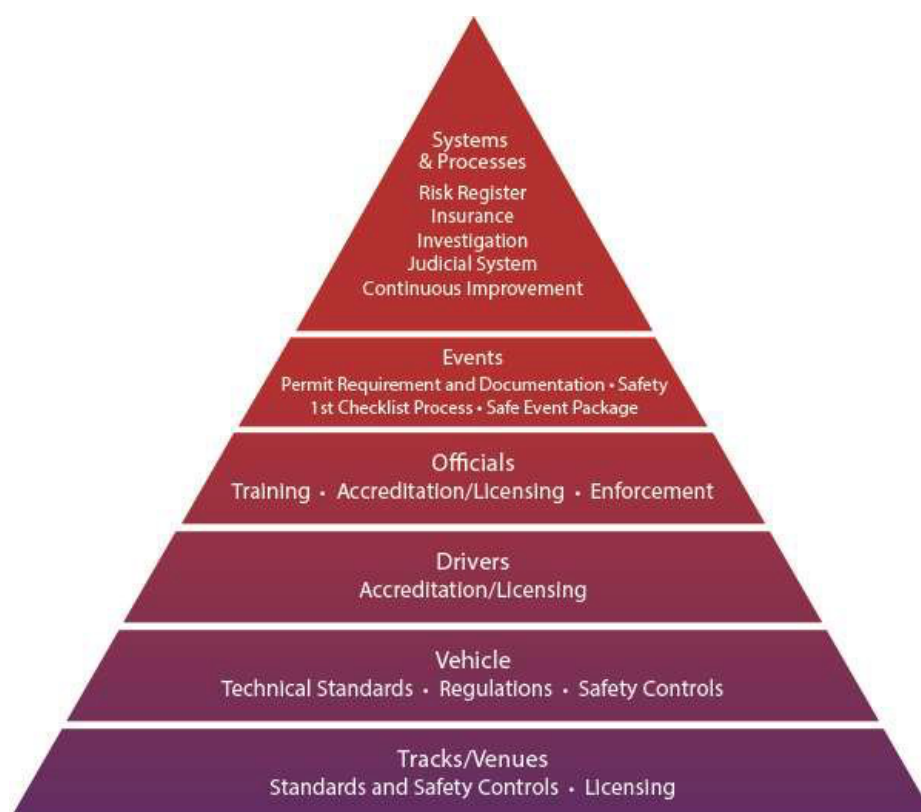 Systems
& Processes
Risk Register
Insurance
Investigation
Judicial System
Continuous Improvement
Events
Permit Requirement and Documentation • Safety
1st Checklist Process • Safe Event Package
Officials
Training • Accreditation/Licensing • Enforcement
Drivers
Accreditation/Licensing
Vehicle
Technical Standards • Regulations • Safety Controls
Tracks/Venues
Standards and Safety Controls • Licensing